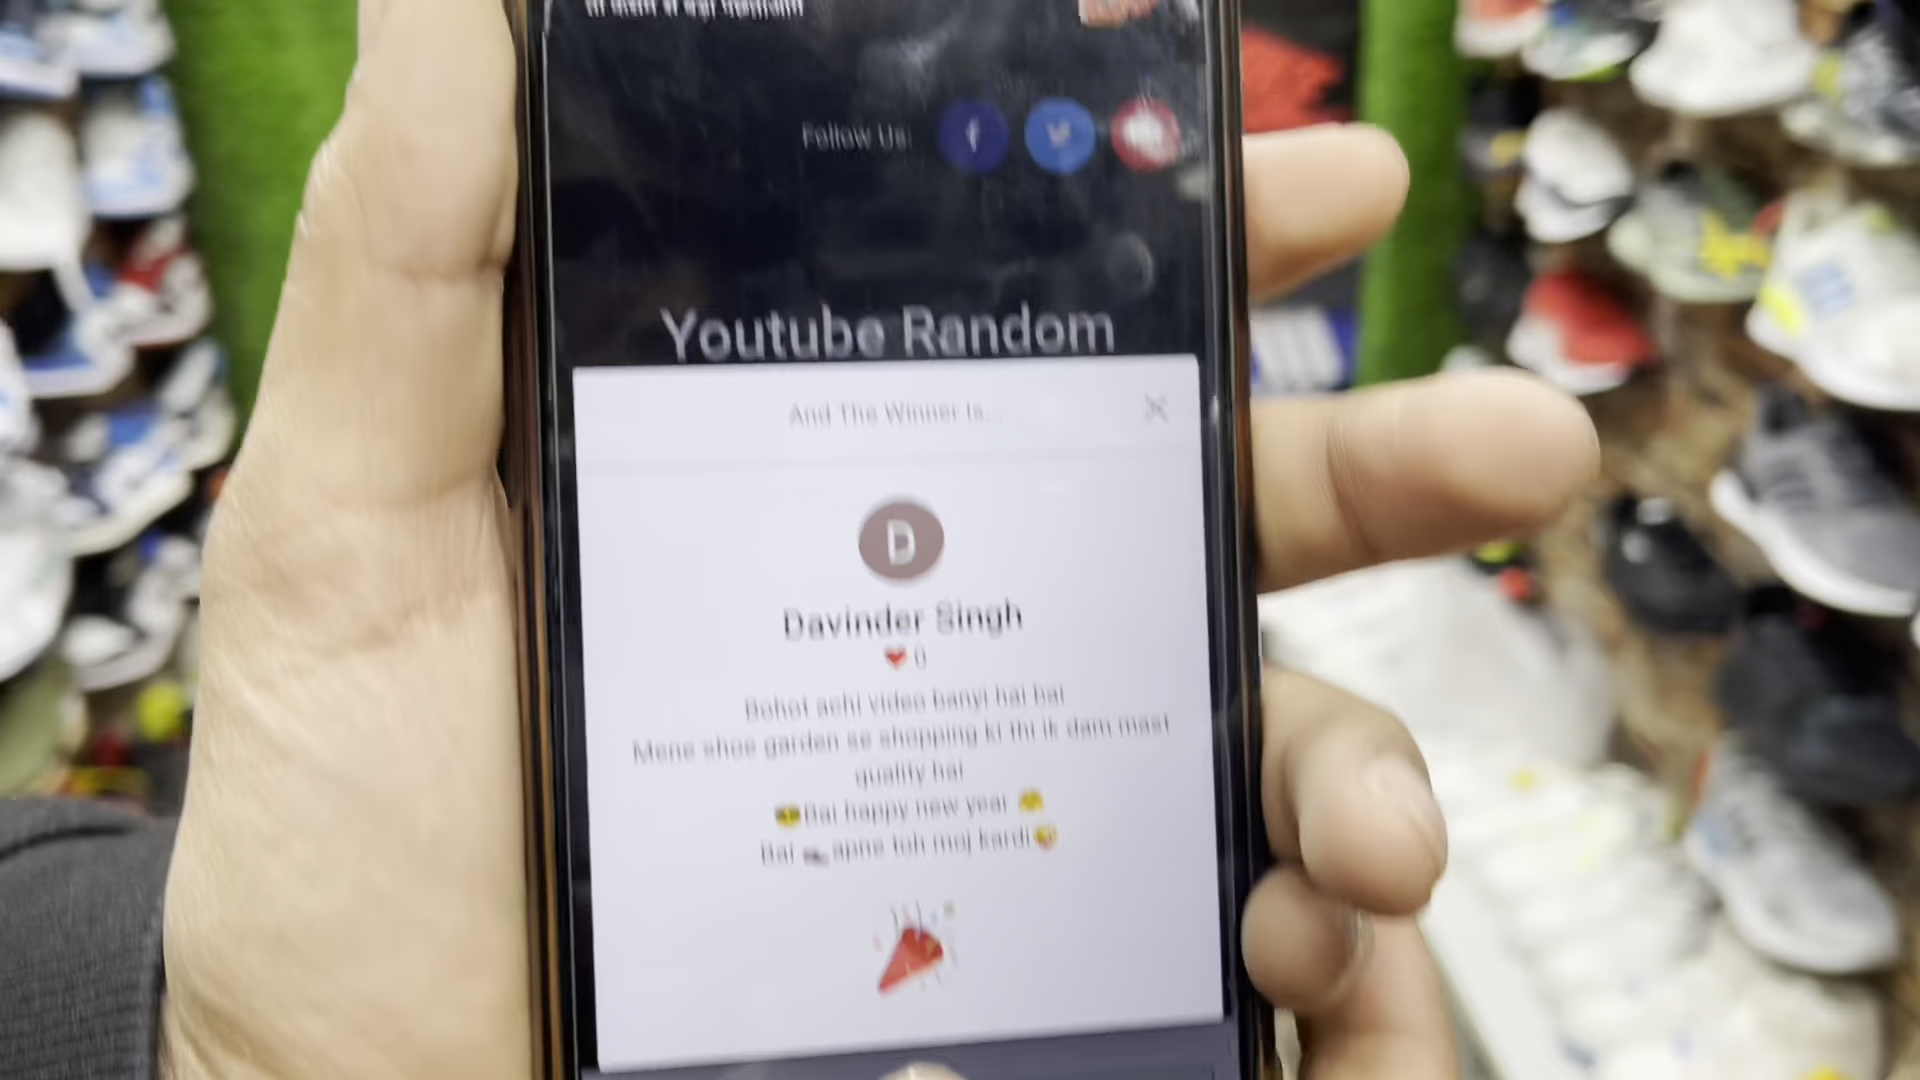 Follow Us:
Youtube Random
And The Winner Is...
D
Davinder Singh
❤ 0
Bohot achi video banyi hai bai
Mene shoe garden se shopping ki thi ik dam mast
quality hai
😎Bai happy new year 🤗
Bai 👞apne toh moj kardi😜